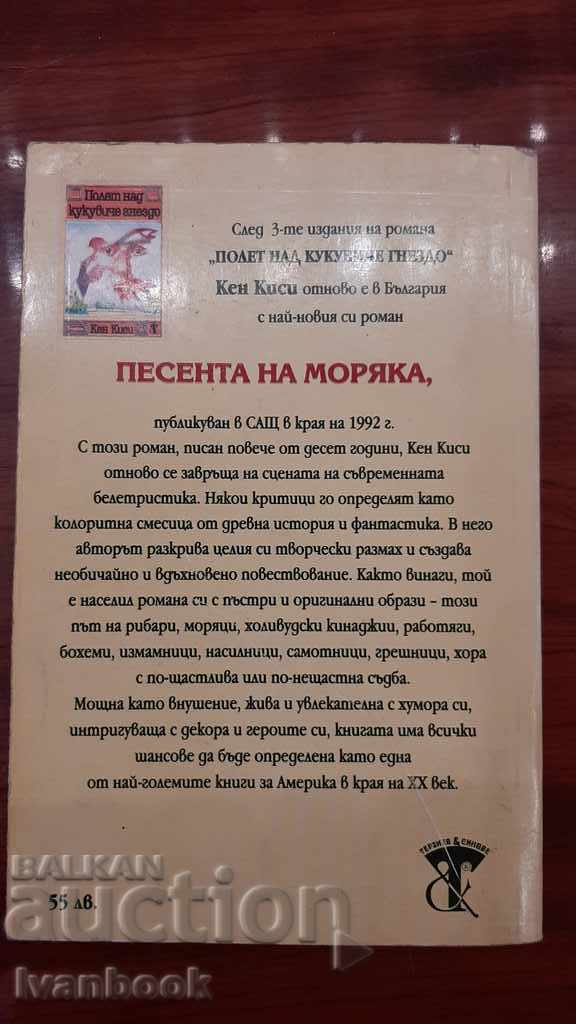 Полет над
кукувиче гнездо
Кен Киси
След 3-те издания на романа
„ПОЛЕТ НАД КУКУВИЧЕ ГНЕЗДО“
Кен Киси отново е в България
с най-новия си роман
ПЕСЕНТА НА МОРЯКА,
публикуван в САЩ в края на 1992 г.
С този роман, писан повече от десет години, Кен Киси
отново се завръща на сцената на съвременната
белетристика. Някои критици го определят като
колоритна смесица от древна история и фантастика. В него
авторът разкрива целия си творчески размах и създава
необичайно и вдъхновено повествование. Както винаги, той
е населил романа си с пъстри и оригинални образи – този
път на рибари, моряци, холивудски кинаджии, работяги,
бохеми, измамници, насилници, самотници, грешници, хора
с по-щастлива или по-нещастна съдба.
Мощна като внушение, жива и увлекателна с хумора си,
интригуваща с декора и героите си, книгата има всички
шансове да бъде определена като една
от най-големите книги за Америка в края на XX век.
ТЕРЗИЕВ & СИНОВЕ
55 лв.
BALKAN
auction
Ivanbook